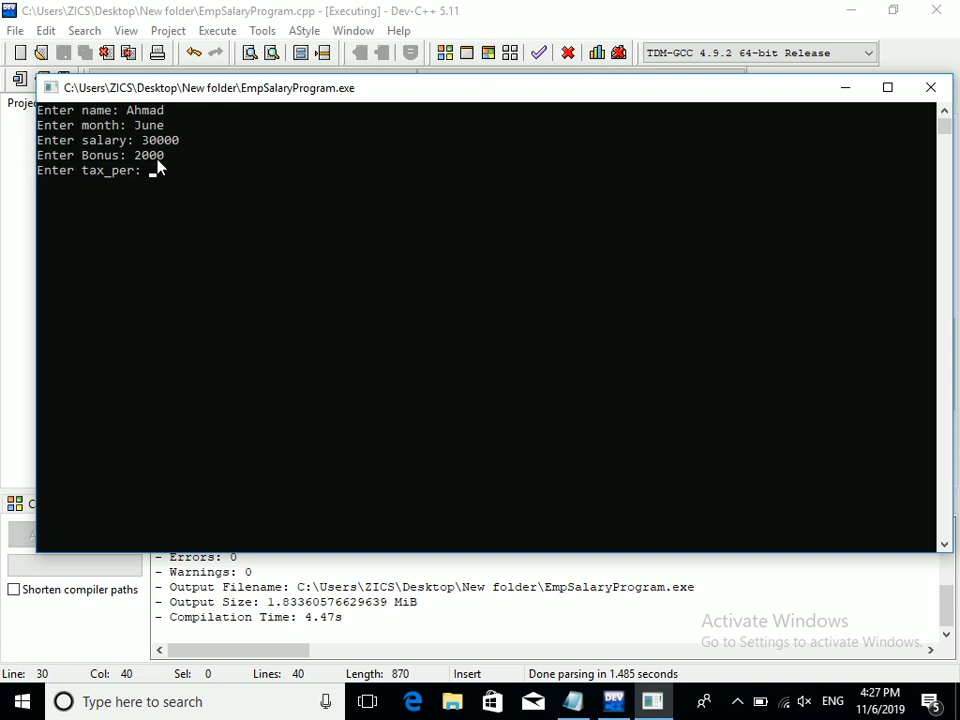 C:\Users\ZICS\Desktop\New folder\EmpSalaryProgram.cpp - [Executing] - Dev-C++ 5.11
File Edit Search View Project Execute Tools AStyle Window Help
TDM-GCC 4.9.2 64-bit Release
C:\Users\ZICS\Desktop\New folder\EmpSalaryProgram.exe
Enter name: Ahmad
Enter month: June
Enter salary: 30000
Enter Bonus: 2000
Enter tax_per:
- Errors: 0
- Warnings: 0
- Output Filename: C:\Users\ZICS\Desktop\New folder\EmpSalaryProgram.exe
- Output Size: 1.83360576629639 MiB
- Compilation Time: 4.47s
Shorten compiler paths
Activate Windows
Go to Settings to activate Windows.
Line: 30 Col: 40 Sel: 0 Lines: 40 Length: 870 Insert Done parsing in 1.485 seconds
Type here to search
ENG
4:27 PM
11/6/2019
5